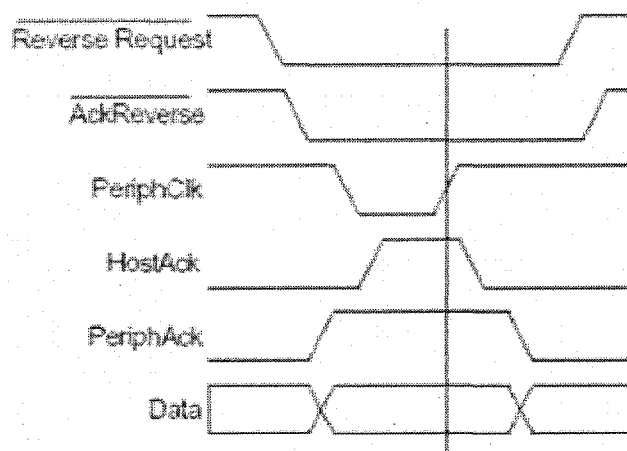 Reverse Request
AckReverse
PeriphClk
HostAck
PeriphAck
Data